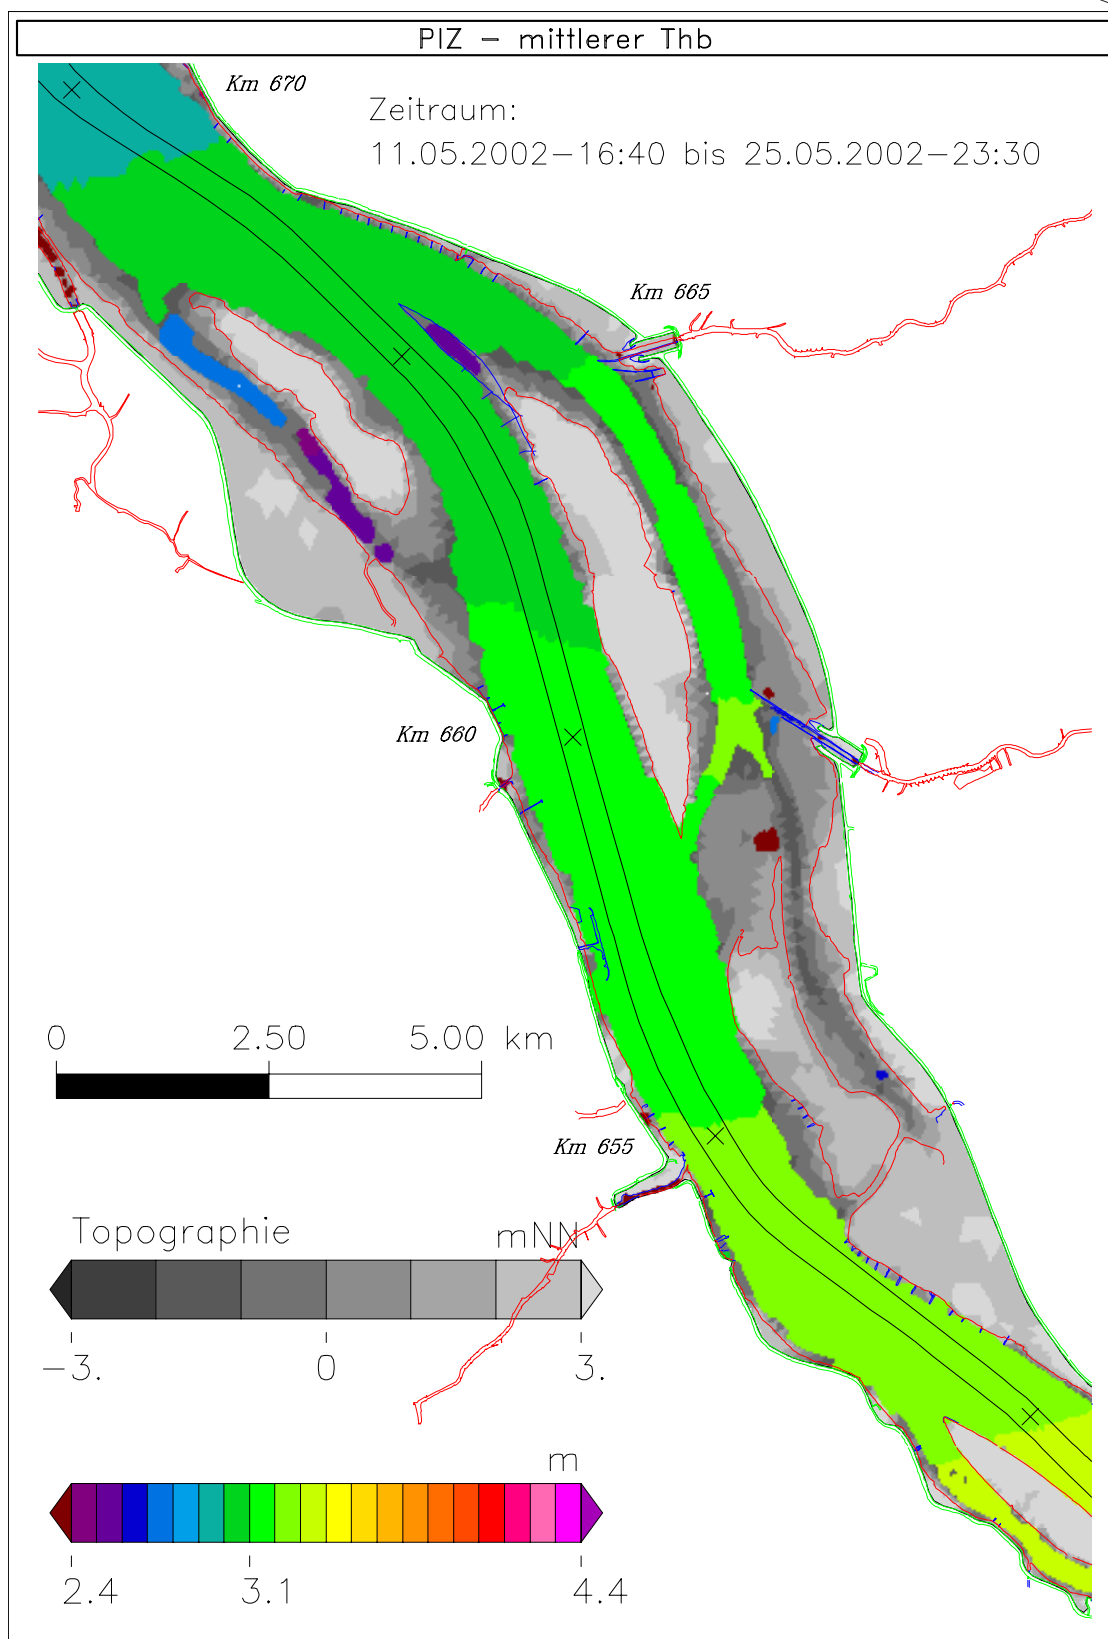 PIZ - mittlerer Thb
Km 670
Zeitraum:
11.05.2002-16:40 bis 25.05.2002-23:30
Km 665
Km 660
0 2.50 5.00 km
Km 655
Topographie mNN
-3. 0 3.
m
2.4 3.1 4.4